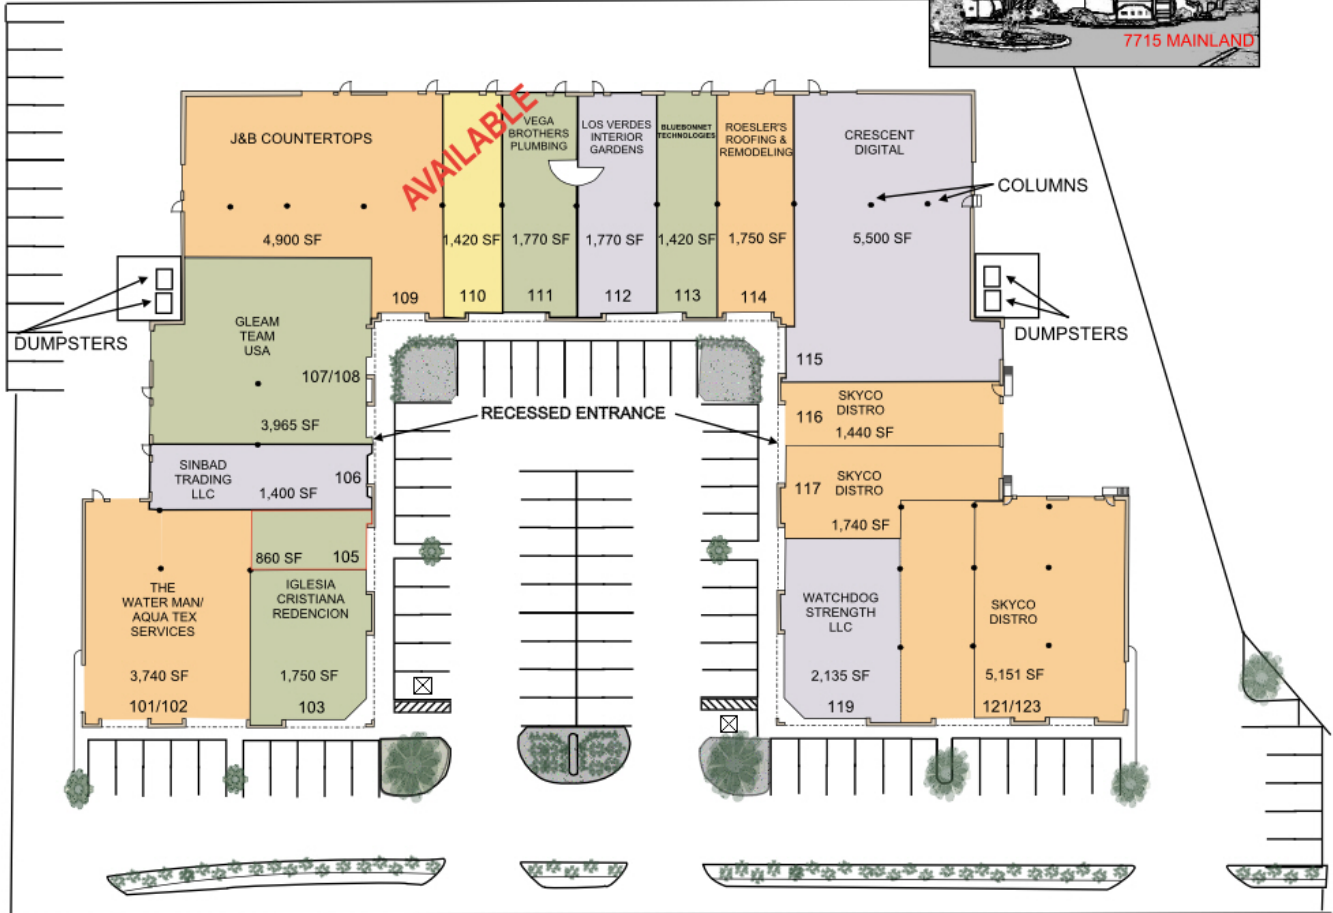 7715 MAINLAND
J&B COUNTERTOPS
4,900 SF
109
AVAILABLE
1,420 SF
110
VEGA
BROTHERS
PLUMBING
1,770 SF
111
LOS VERDES
INTERIOR
GARDENS
1,770 SF
112
BLUEBONNET
TECHNOLOGIES
1,420 SF
113
ROESLER'S
ROOFING &
REMODELING
1,750 SF
114
CRESCENT
DIGITAL
5,500 SF
115
COLUMNS
DUMPSTERS
DUMPSTERS
GLEAM
TEAM
USA
107/108
3,965 SF
RECESSED ENTRANCE
SKYCO
DISTRO
116
1,440 SF
SINBAD
TRADING
LLC
106
1,400 SF
SKYCO
DISTRO
117
1,740 SF
860 SF
105
THE
WATER MAN/
AQUA TEX
SERVICES
3,740 SF
101/102
IGLESIA
CRISTIANA
REDENCION
1,750 SF
103
WATCHDOG
STRENGTH
LLC
2,135 SF
119
SKYCO
DISTRO
5,151 SF
121/123